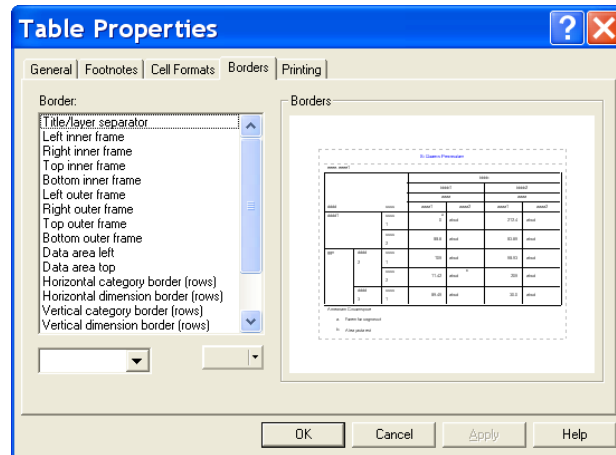 Table Properties
General Footnotes Cell Formats Borders Printing
Border:
Title/layer separator
Left inner frame
Right inner frame
Top inner frame
Bottom inner frame
Left outer frame
Right outer frame
Top outer frame
Bottom outer frame
Data area left
Data area top
Horizontal category border (rows)
Horizontal dimension border (rows)
Vertical category border (rows)
Vertical dimension border (rows)
Borders
OK Cancel Apply Help